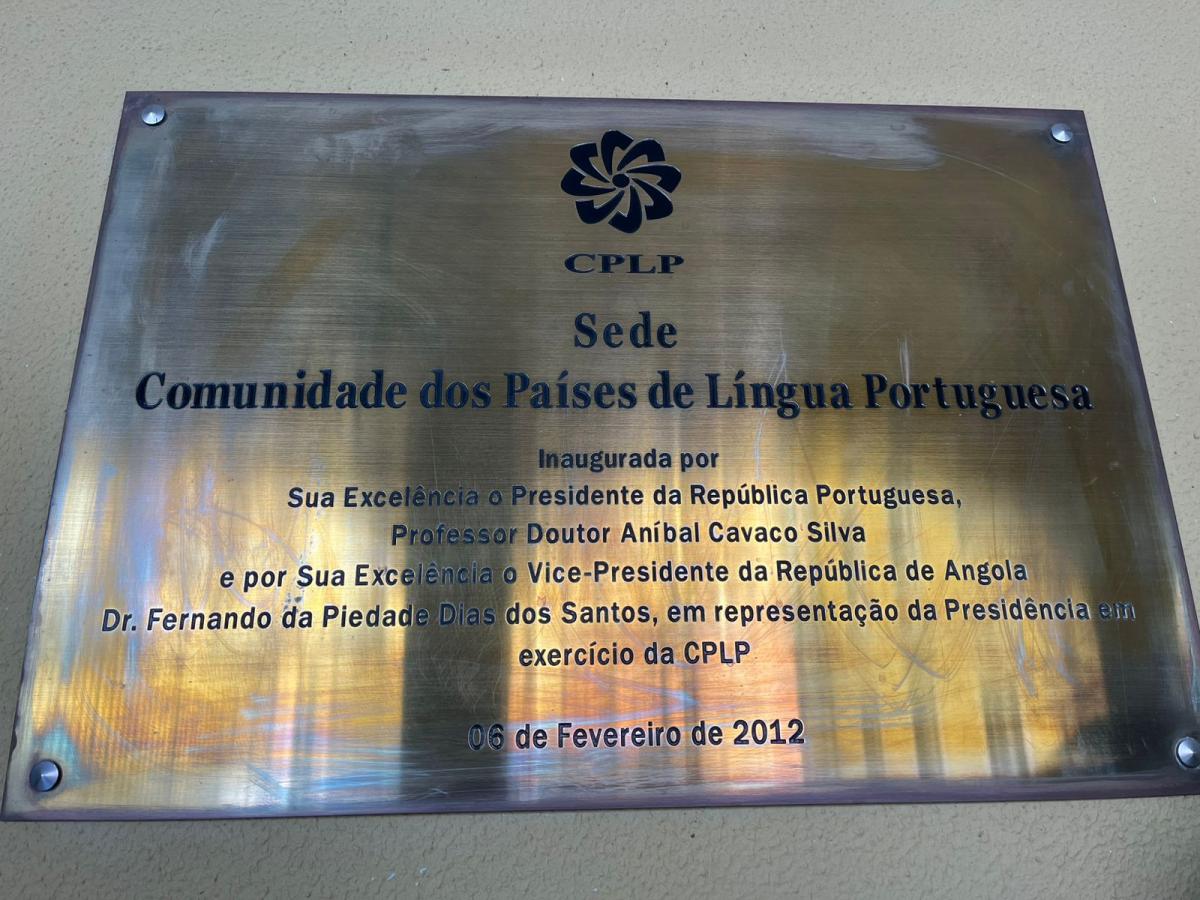 CPLP
Sede
Comunidade dos Países de Língua Portuguesa
Inaugurada por
Sua Excelência o Presidente da República Portuguesa,
Professor Doutor Aníbal Cavaco Silva
e por Sua Excelência o Vice-Presidente da República de Angola
Dr. Fernando da Piedade Dias dos Santos, em representação da Presidência em
exercício da CPLP
06 de Fevereiro de 2012